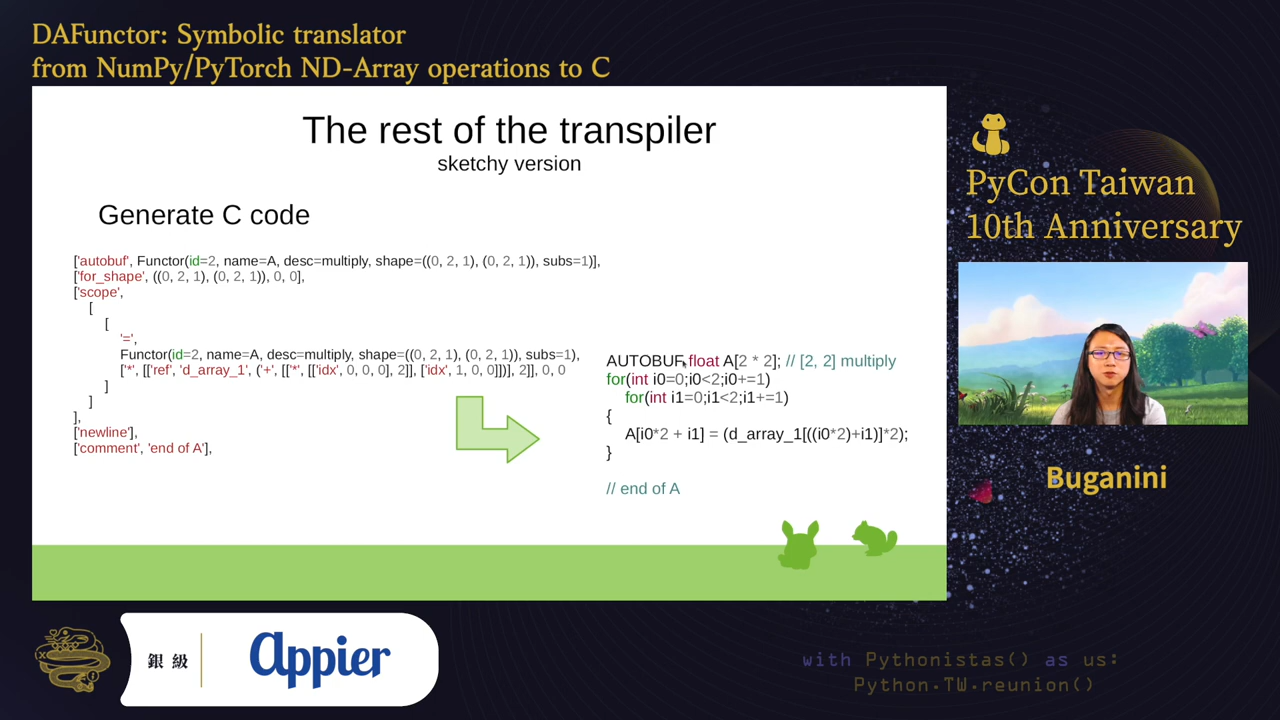 DAFunctor: Symbolic translator
from NumPy/PyTorch ND-Array operations to C
The rest of the transpiler
sketchy version
Generate C code
['autobuf', Functor(id=2, name=A, desc=multiply, shape=((0, 2, 1), (0, 2, 1)), subs=1)],
['for_shape', ((0, 2, 1), (0, 2, 1)), 0, 0],
['scope',
[
[
'=',
Functor(id=2, name=A, desc=multiply, shape=((0, 2, 1), (0, 2, 1)), subs=1),
['*', [['ref', 'd_array_1', ('+', [['*', [['idx', 0, 0, 0], 2]], ['idx', 1, 0, 0]])], 2]], 0, 0
]
]
],
['newline'],
['comment', 'end of A'],
AUTOBUF float A[2 * 2]; // [2, 2] multiply
for(int i0=0;i0<2;i0+=1)
for(int i1=0;i1<2;i1+=1)
{
A[i0*2 + i1] = (d_array_1[((i0*2)+i1)]*2);
}
// end of A
PyCon Taiwan
10th Anniversary
Buganini
銀級
appier
with Pythonistas() as us:
Python.TW.reunion()